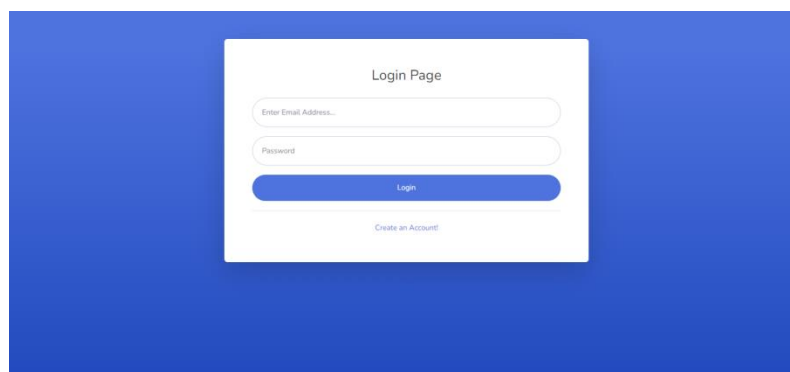 Login Page
Enter Email Address...
Password
Login
Create an Account!